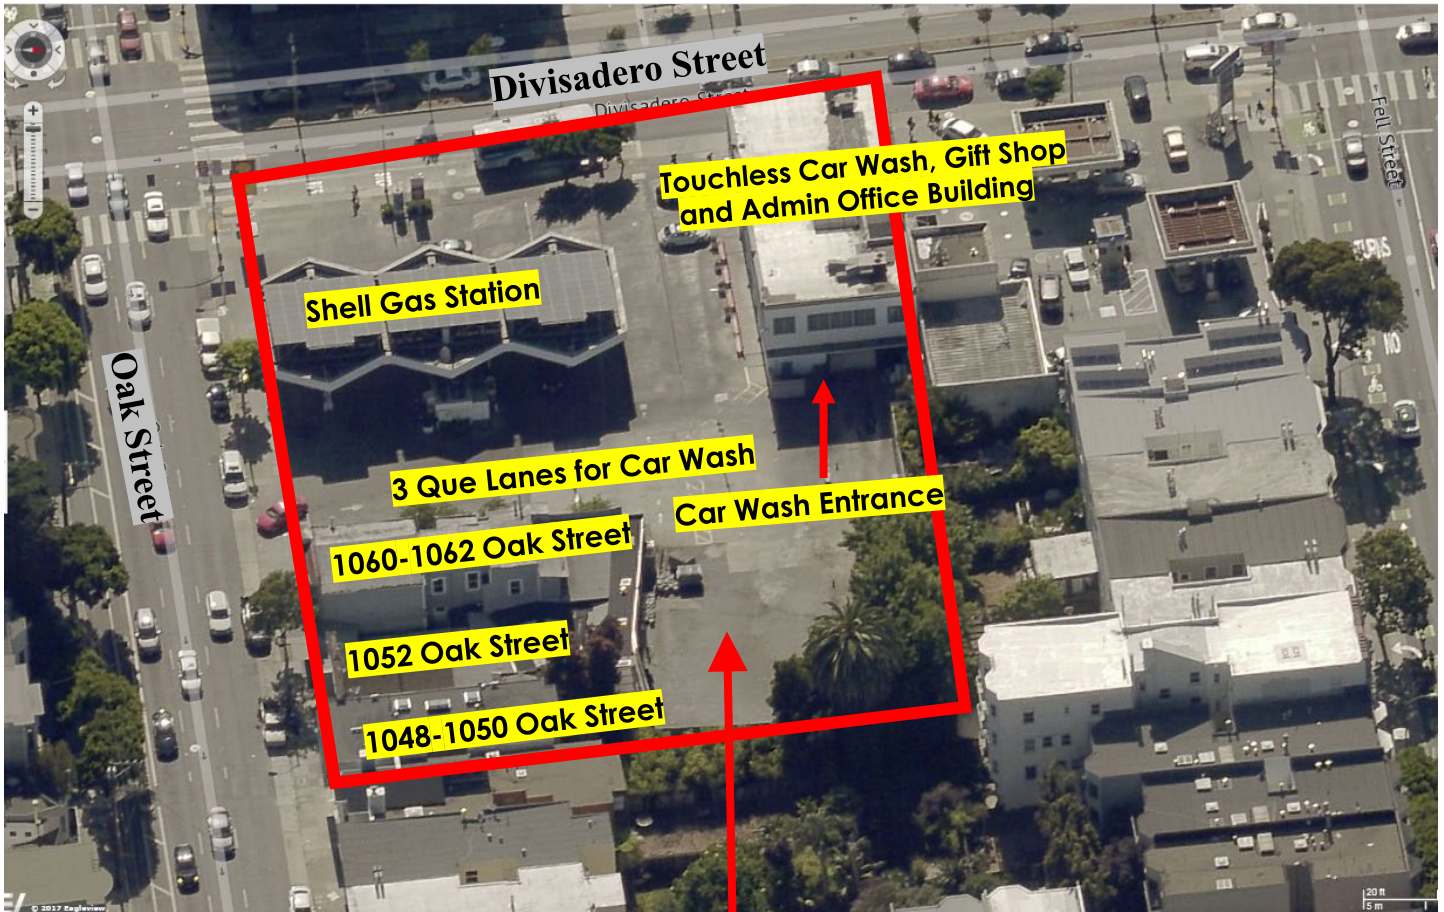 Divisadero Street
Divisadero Street
Touchless Car Wash, Gift Shop
and Admin Office Building
Fell Street
TURNS
NO
Shell Gas Station
Oak Street
3 Que Lanes for Car Wash
Car Wash Entrance
1060-1062 Oak Street
1052 Oak Street
1048-1050 Oak Street
20 ft
5 m
© 2017 Eagleview